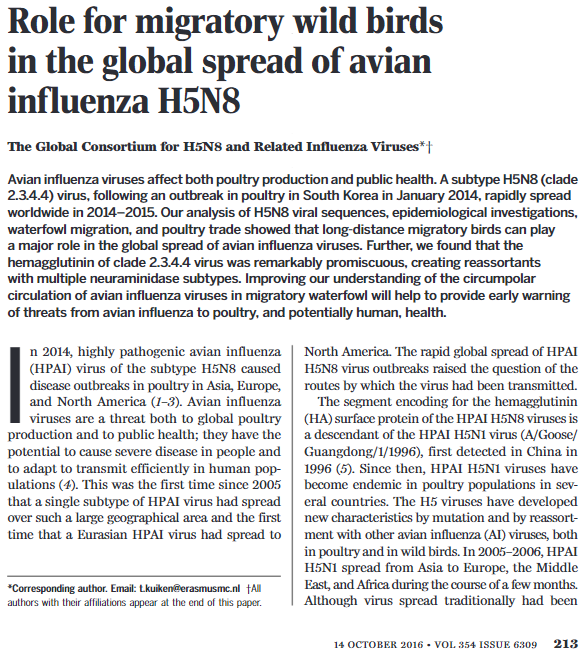 Role for migratory wild birds
in the global spread of avian
influenza H5N8
The Global Consortium for H5N8 and Related Influenza Viruses*†
Avian influenza viruses affect both poultry production and public health. A subtype H5N8 (clade
2.3.4.4) virus, following an outbreak in poultry in South Korea in January 2014, rapidly spread
worldwide in 2014–2015. Our analysis of H5N8 viral sequences, epidemiological investigations,
waterfowl migration, and poultry trade showed that long-distance migratory birds can play
a major role in the global spread of avian influenza viruses. Further, we found that the
hemagglutinin of clade 2.3.4.4 virus was remarkably promiscuous, creating reassortants
with multiple neuraminidase subtypes. Improving our understanding of the circumpolar
circulation of avian influenza viruses in migratory waterfowl will help to provide early warning
of threats from avian influenza to poultry, and potentially human, health.
In 2014, highly pathogenic avian influenza
(HPAI) virus of the subtype H5N8 caused
disease outbreaks in poultry in Asia, Europe,
and North America (1–3). Avian influenza
viruses are a threat both to global poultry
production and to public health; they have the
potential to cause severe disease in people and
to adapt to transmit efficiently in human pop-
ulations (4). This was the first time since 2005
that a single subtype of HPAI virus had spread
over such a large geographical area and the first
time that a Eurasian HPAI virus had spread to
*Corresponding author. Email: t.kuiken@erasmusmc.nl †All
authors with their affiliations appear at the end of this paper.
North America. The rapid global spread of HPAI
H5N8 virus outbreaks raised the question of the
routes by which the virus had been transmitted.
The segment encoding for the hemagglutinin
(HA) surface protein of the HPAI H5N8 viruses is
a descendant of the HPAI H5N1 virus (A/Goose/
Guangdong/1/1996), first detected in China in
1996 (5). Since then, HPAI H5N1 viruses have
become endemic in poultry populations in sev-
eral countries. The H5 viruses have developed
new characteristics by mutation and by reassort-
ment with other avian influenza (AI) viruses, both
in poultry and in wild birds. In 2005–2006, HPAI
H5N1 spread from Asia to Europe, the Middle
East, and Africa during the course of a few months.
Although virus spread traditionally had been
14 OCTOBER 2016 • VOL 354 ISSUE 6309 213